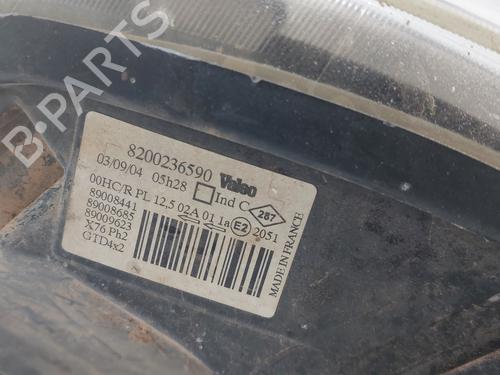 B-PARTS
8200236590 Valeo
03/09/04 05h28 Ind C 287
00HC/R PL 12.5 02A 01 1a E2 2051
89008441
89008685
89009623
X76 Ph2
GTD4x2
MADE IN FRANCE